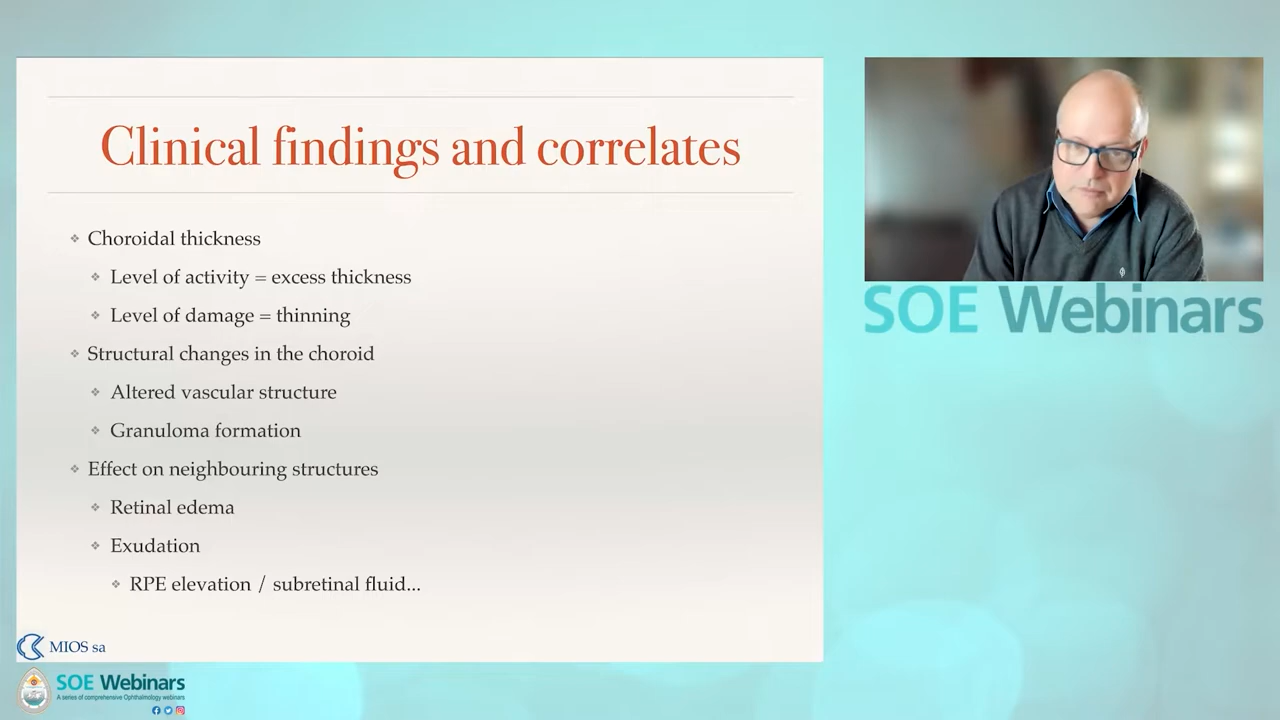 Clinical findings and correlates
Choroidal thickness
Level of activity = excess thickness
Level of damage = thinning
Structural changes in the choroid
Altered vascular structure
Granuloma formation
Effect on neighbouring structures
Retinal edema
Exudation
RPE elevation / subretinal fluid...
MIOS sa
SOE Webinars
SOE Webinars
A series of comprehensive Ophthalmology webinars